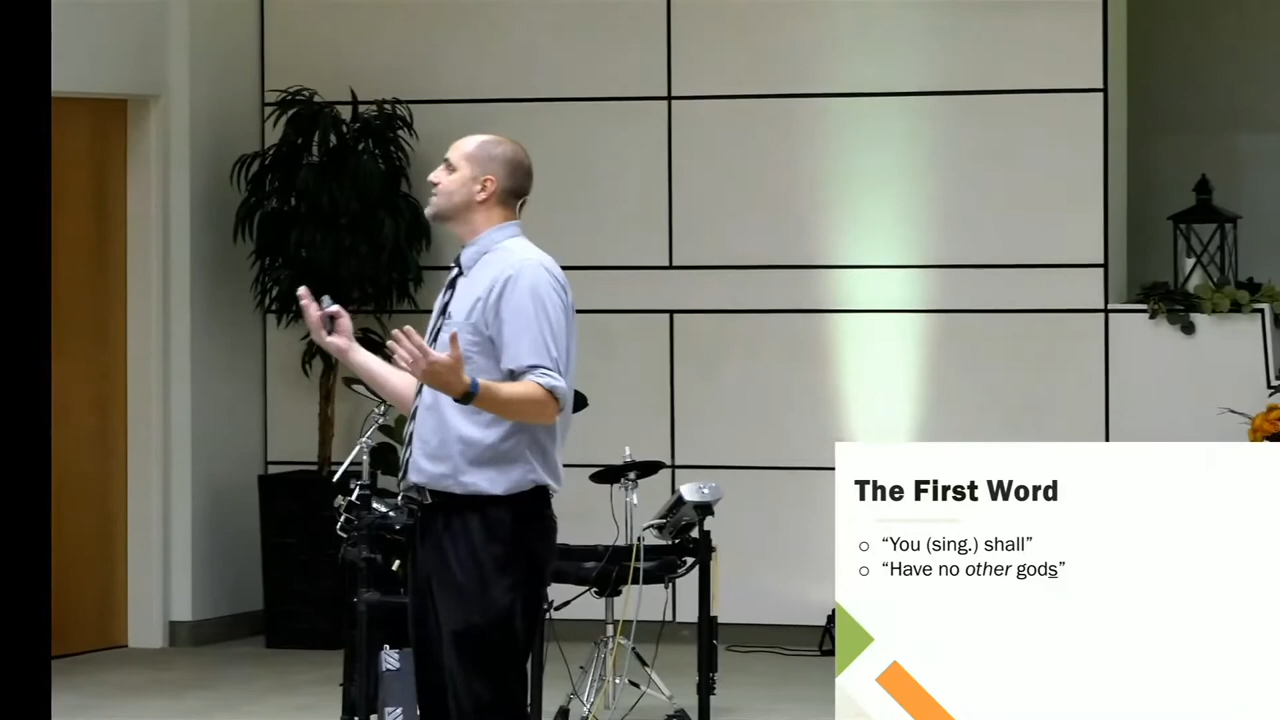 The First Word
○ “You (sing.) shall”
○ “Have no other gods”